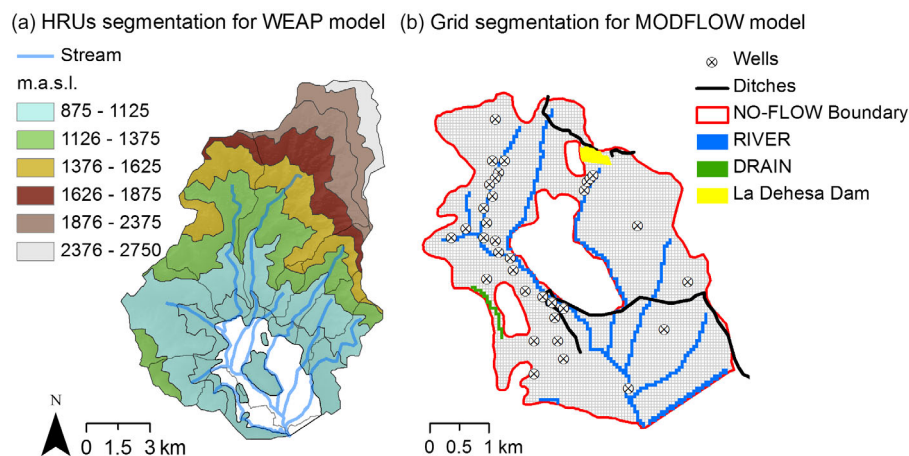 (a) HRUs segmentation for WEAP model
Stream
m.a.s.l.
875 - 1125
1126 - 1375
1376 - 1625
1626 - 1875
1876 - 2375
2376 - 2750
N
0 1.5 3 km
(b) Grid segmentation for MODFLOW model
Wells
Ditches
NO-FLOW Boundary
RIVER
DRAIN
La Dehesa Dam
0 0.5 1 km